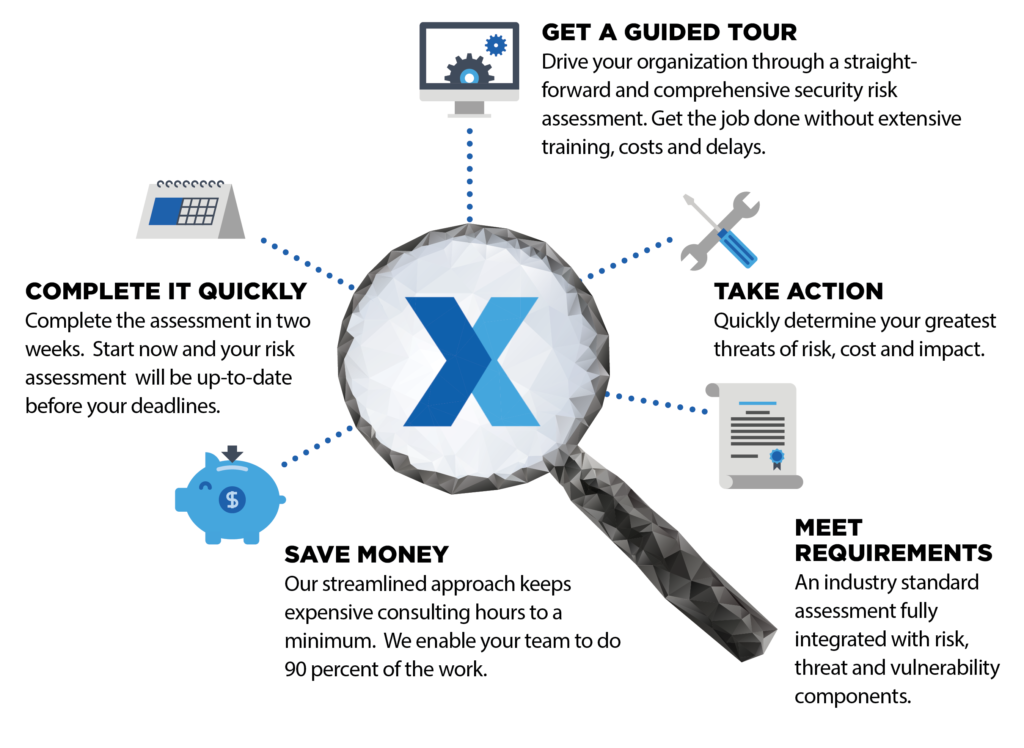 GET A GUIDED TOUR
Drive your organization through a straight-
forward and comprehensive security risk
assessment. Get the job done without extensive
training, costs and delays.
COMPLETE IT QUICKLY
Complete the assessment in two
weeks.  Start now and your risk
assessment  will be up-to-date
before your deadlines.
TAKE ACTION
Quickly determine your greatest
threats of risk, cost and impact.
X
$
SAVE MONEY
Our streamlined approach keeps
expensive consulting hours to a
minimum.  We enable your team to do
90 percent of the work.
MEET
REQUIREMENTS
An industry standard
assessment fully
integrated with risk,
threat and vulnerability
components.